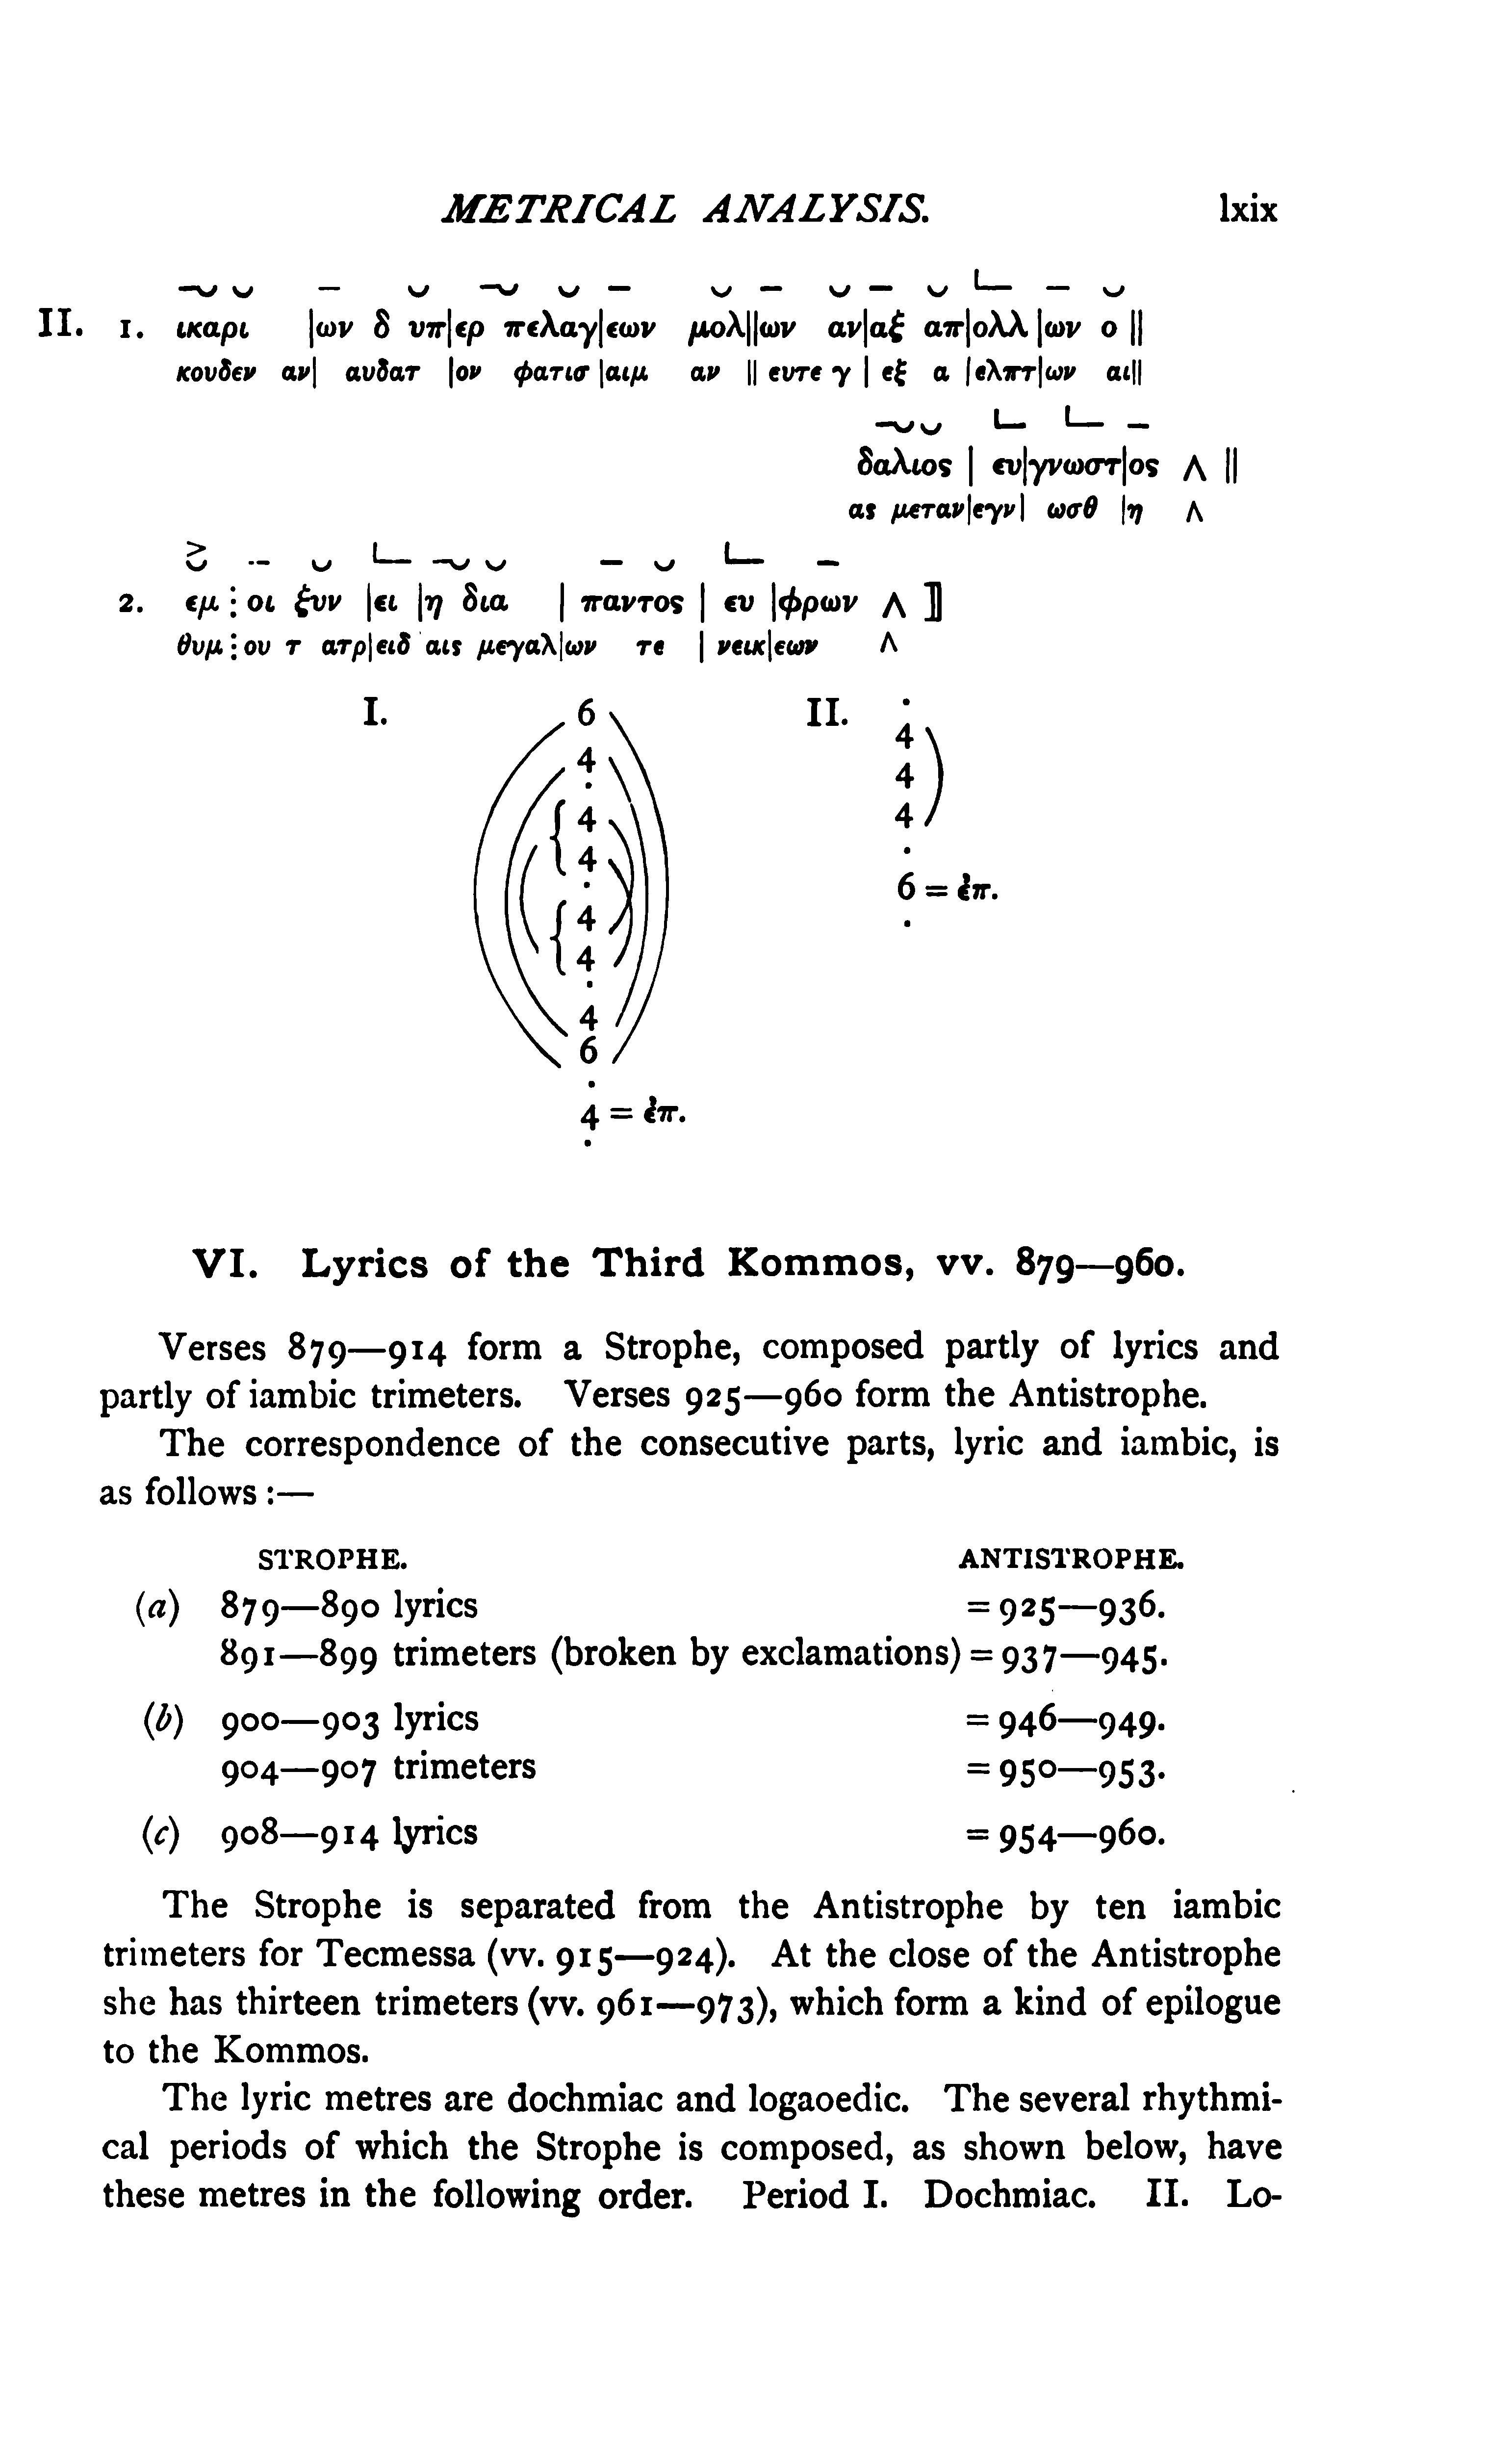 METRICAL ANALYSIS. lxix
–⏑ ⏑ – ⏑ –⏑ ⏑ – ⏑ – ⏑ – ⏑ ⌊– – ⏑
II. 1. ικαρι |ων δ υπ|ερ πελαγ|εων μολ||ων αν|αξ απ|ολλ |ων ο ||
κουδεν αν| αυδατ |ον φατισ |αιμ αν || ευτε γ | εξ α |ελπτ|ων αι||
–⏑ ⏑ ⌊– ⌊– –
δαλιος | ευ|γνωστ|ος Λ ||
ας μεταν|εγν| ωσθ |η Λ
⏑> – ⏑ ⌊– –⏑ ⏑ – ⏑ ⌊– –
2. εμ ⋮ οι ξυν |ει |η δια | παντος | ευ |φρων Λ ]]
θυμ ⋮ ου τ ατρ|ειδ αις μεγαλ|ων τε | νεικ|εων Λ
I. 6 II. .
4
4
4
.
6 = ἐπ.
.
4
.
4
4
.
4
4
.
4
6
.
4 = ἐπ.
.
VI. Lyrics of the Third Kommos, vv. 879—960.
Verses 879—914 form a Strophe, composed partly of lyrics and
partly of iambic trimeters. Verses 925—960 form the Antistrophe.
The correspondence of the consecutive parts, lyric and iambic, is
as follows :—
STROPHE. ANTISTROPHE.
(a) 879—890 lyrics = 925—936.
891—899 trimeters (broken by exclamations) = 937—945.
(b) 900—903 lyrics = 946—949.
904—907 trimeters = 950—953.
(c) 908—914 lyrics = 954—960.
The Strophe is separated from the Antistrophe by ten iambic
trimeters for Tecmessa (vv. 915—924). At the close of the Antistrophe
she has thirteen trimeters (vv. 961—973), which form a kind of epilogue
to the Kommos.
The lyric metres are dochmiac and logaoedic. The several rhythmi-
cal periods of which the Strophe is composed, as shown below, have
these metres in the following order. Period I. Dochmiac. II. Lo-